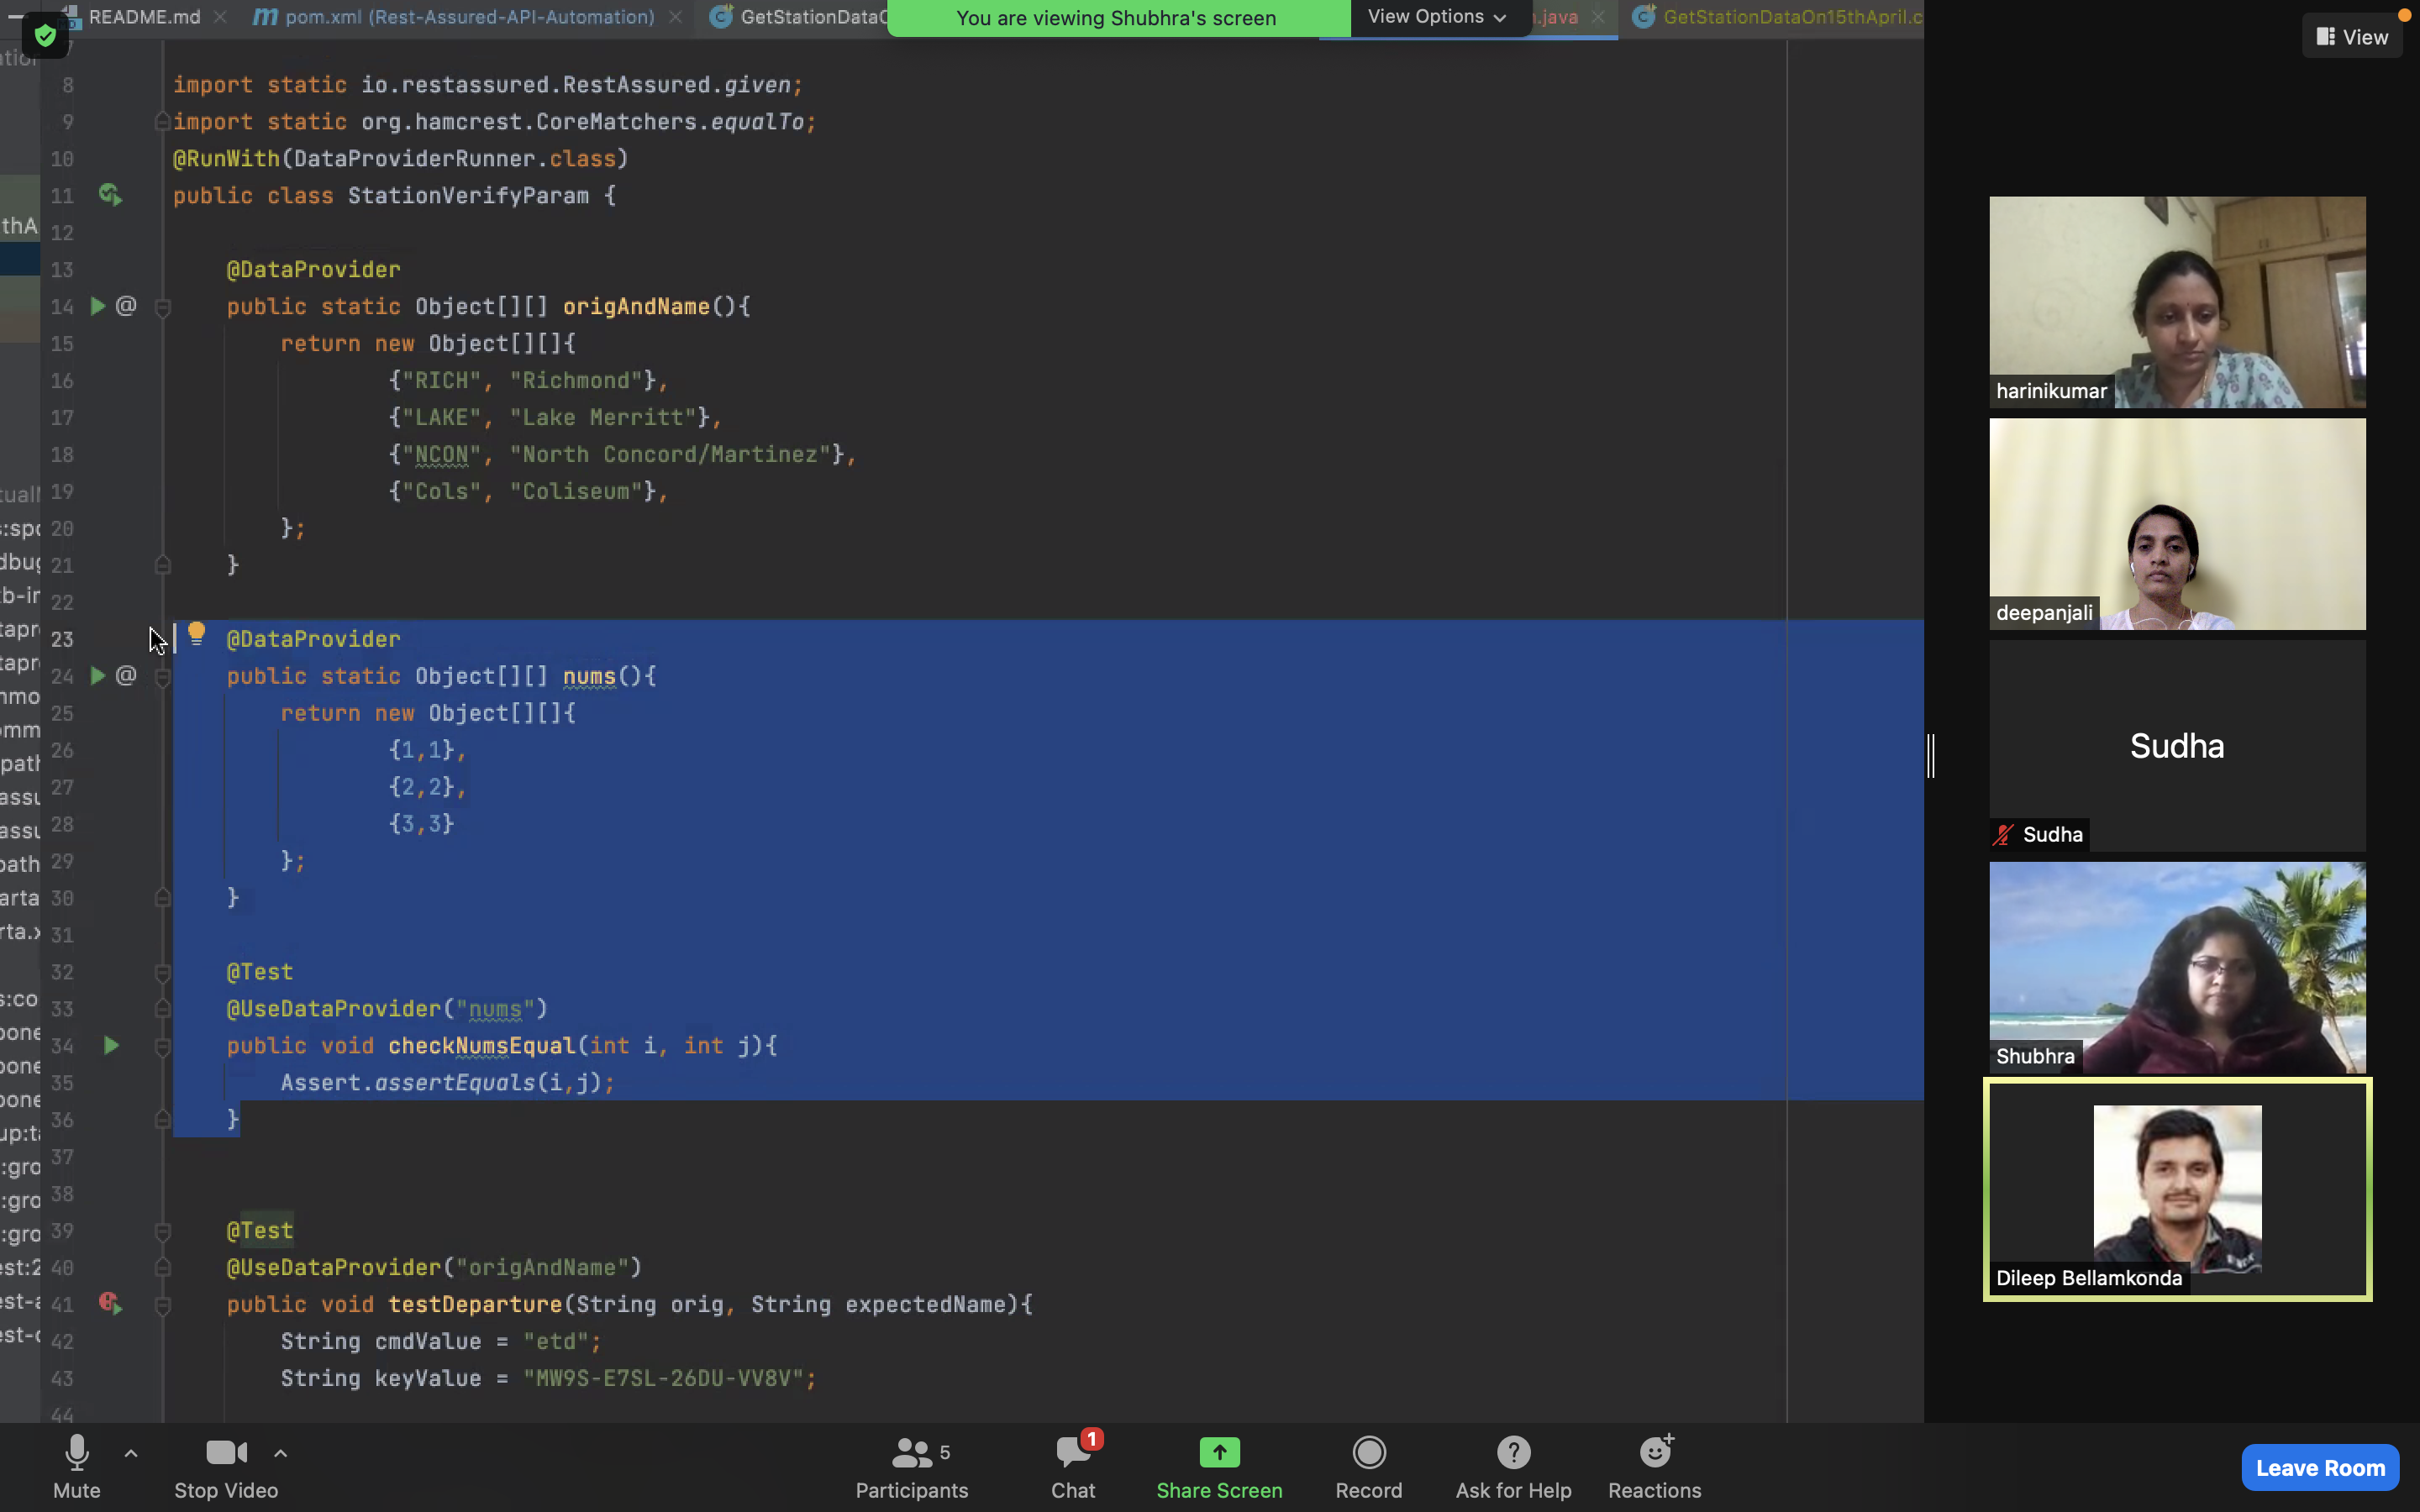 README.md
pom.xml (Rest-Assured-API-Automation)
GetStationData
You are viewing Shubhra's screen
View Options
.java
GetStationDataOn15thApril.c
View
8 import static io.restassured.RestAssured.given;
9 import static org.hamcrest.CoreMatchers.equalTo;
10 @RunWith(DataProviderRunner.class)
11 public class StationVerifyParam {
12
13 @DataProvider
14 @ public static Object[][] origAndName(){
15 return new Object[][]{
16 {"RICH", "Richmond"},
17 {"LAKE", "Lake Merritt"},
18 {"NCON", "North Concord/Martinez"},
19 {"Cols", "Coliseum"},
20 };
21 }
22
23 @DataProvider
24 @ public static Object[][] nums(){
25 return new Object[][]{
26 {1,1},
27 {2,2},
28 {3,3}
29 };
30 }
31
32 @Test
33 @UseDataProvider("nums")
34 public void checkNumsEqual(int i, int j){
35 Assert.assertEquals(i,j);
36 }
37
38
39 @Test
40 @UseDataProvider("origAndName")
41 public void testDeparture(String orig, String expectedName){
42 String cmdValue = "etd";
43 String keyValue = "MW9S-E7SL-26DU-VV8V";
44
harinikumar
deepanjali
Sudha
Sudha
Shubhra
Dileep Bellamkonda
Mute
Stop Video
Participants 5
Chat 1
Share Screen
Record
Ask for Help
Reactions
Leave Room